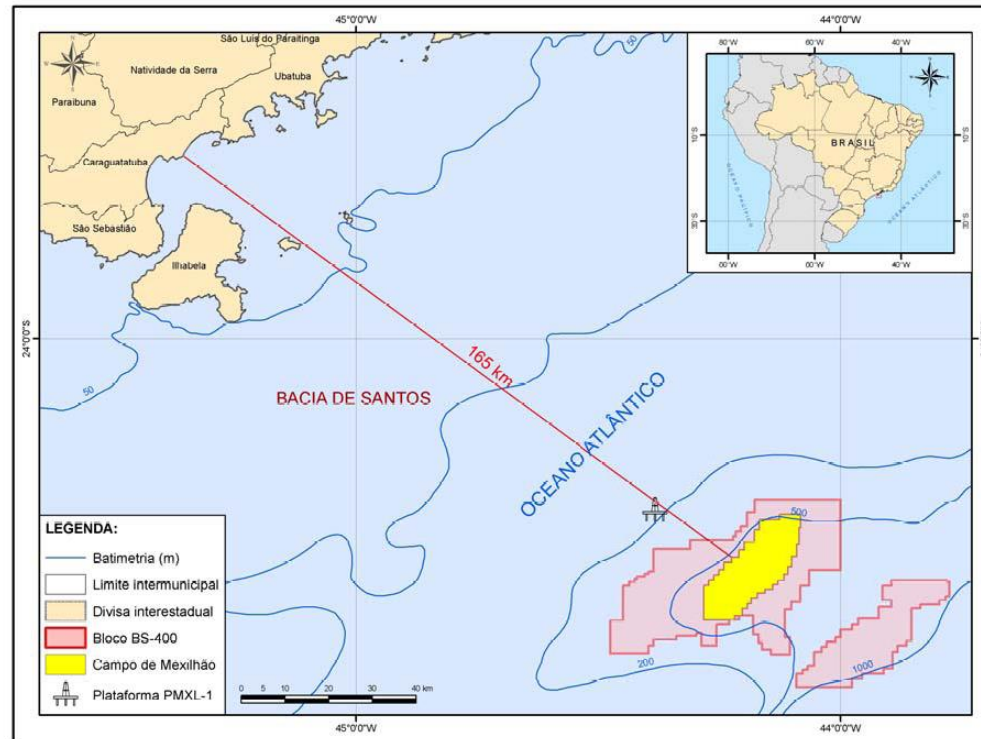 45°0'0"W
44°0'0"W
São Luis do Paraitinga
Natividade da Serra
Ubatuba
Paraibuna
Caraguatatuba
São Sebastião
Ilhabela
50
80°W
60°W
40°W
10°S
10°S
BRASIL
OCEANO PACÍFICO
OCEANO ATLÂNTICO
30°S
30°S
80°W
60°W
40°W
24°0'0"S
50
165 km
BACIA DE SANTOS
OCEANO ATLÂNTICO
500
200
1000
LEGENDA:
Batimetria (m)
Limite intermunicipal
Divisa interestadual
Bloco BS-400
Campo de Mexilhão
Plataforma PMXL-1
0 5 10 20 30 40 km
45°0'0"W
44°0'0"W